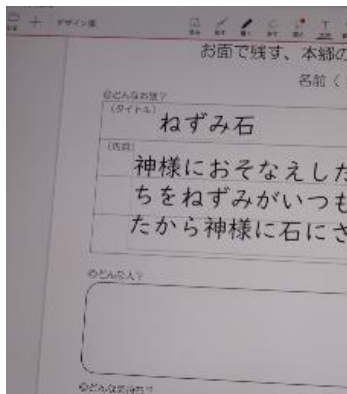 デザイン案
お面で残す、本郷の
名前く
①どんなお話？
（タイトル）
ねずみ石
（内容）
神様におそなえした
ちをねずみがいつも
たから神様に石にさ
②どんな人？